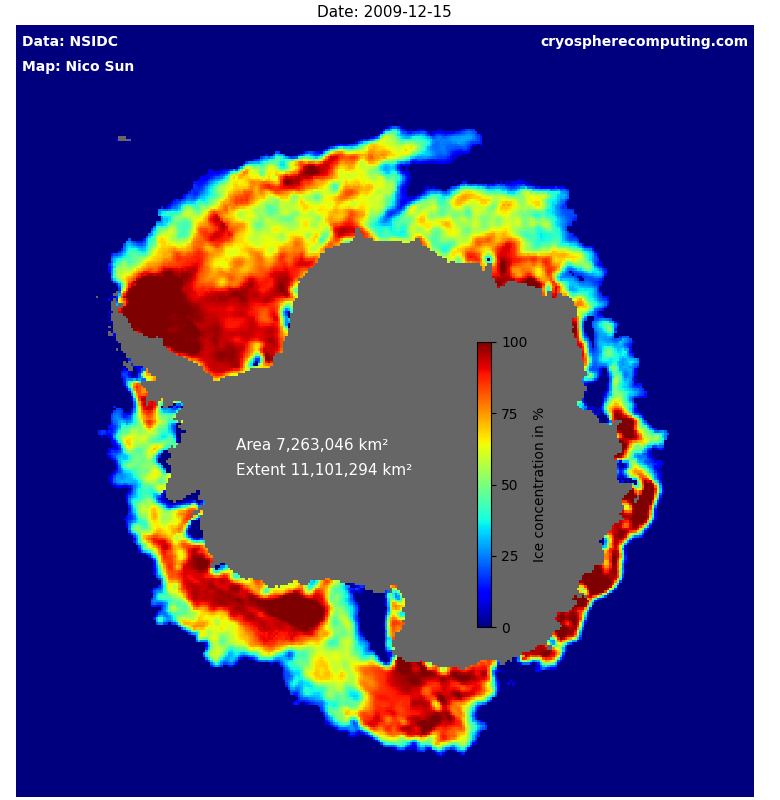 Date: 2009-12-15
Data: NSIDC
cryospherecomputing.com
Map: Nico Sun
100
75
50
25
0
Ice concentration in %
Area 7,263,046 km²
Extent 11,101,294 km²